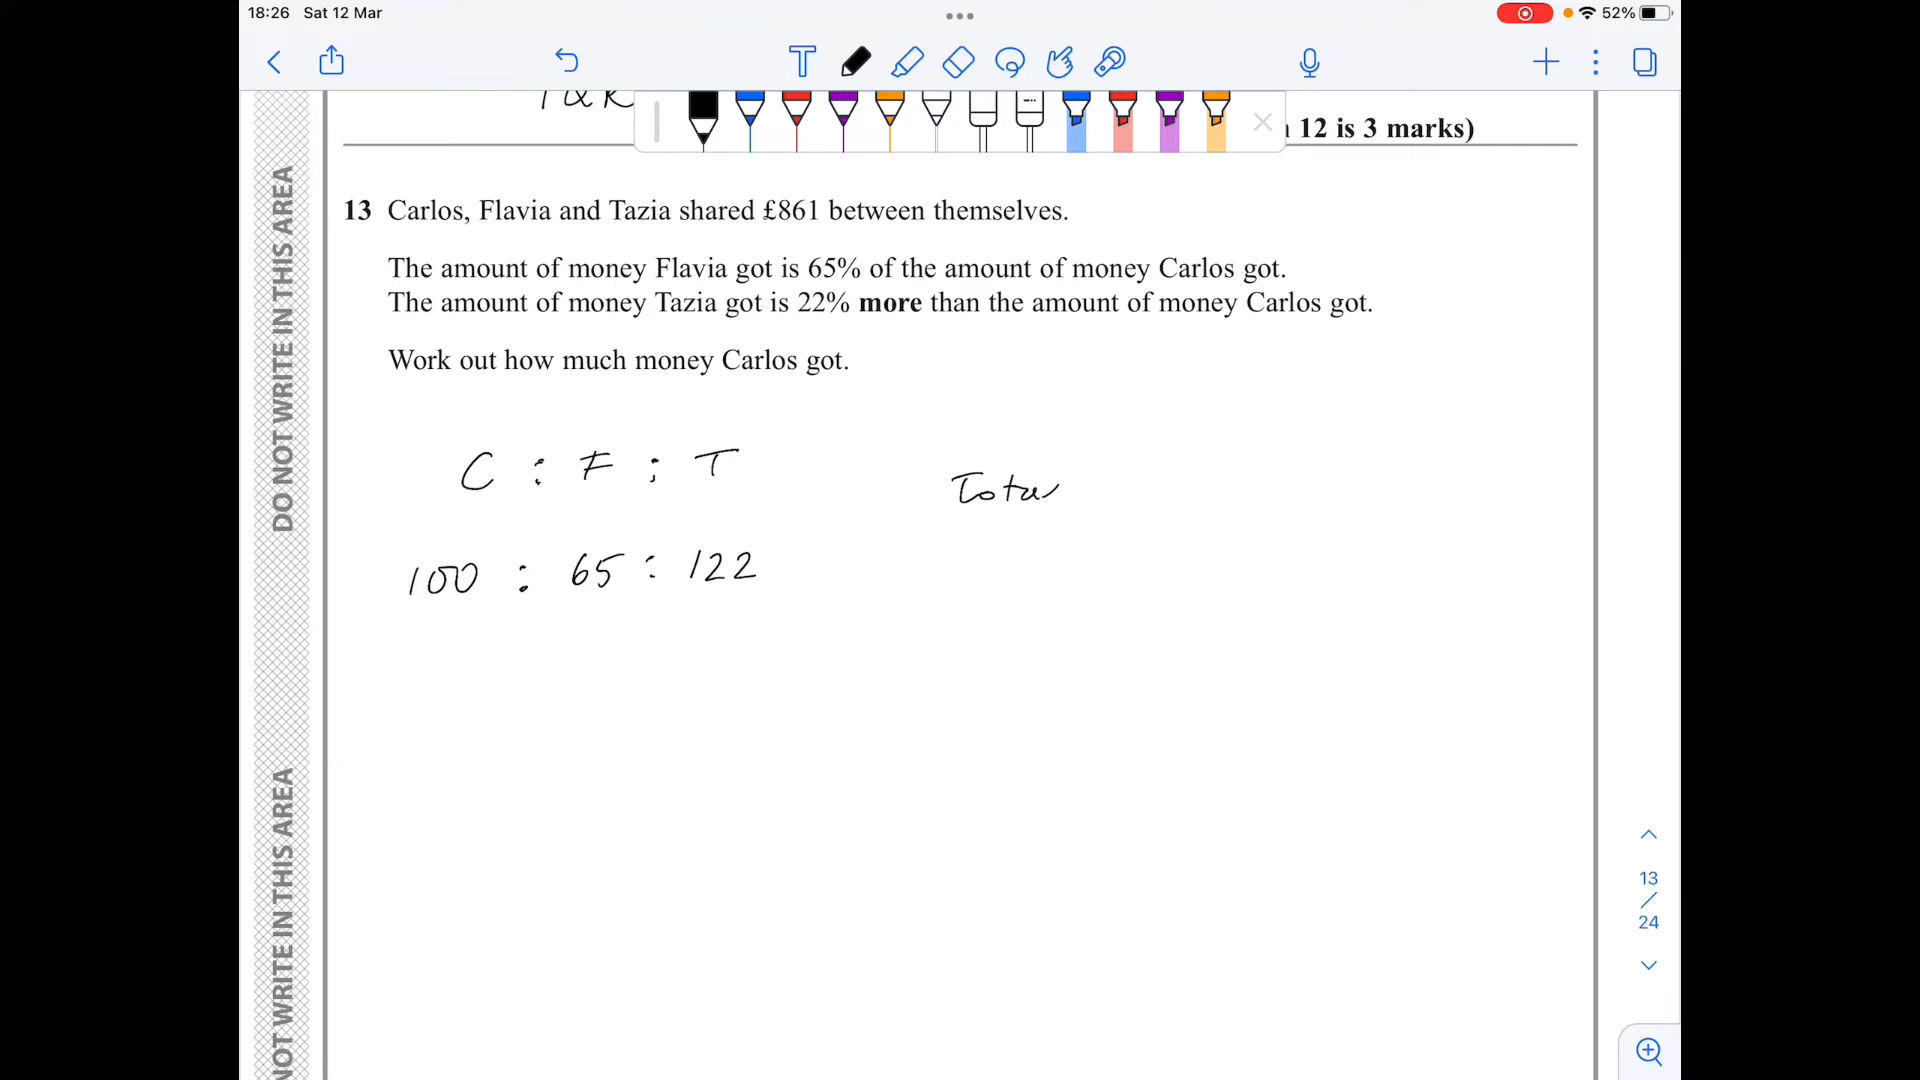 18:26 Sat 12 Mar
52%
T
12 is 3 marks)
13 Carlos, Flavia and Tazia shared £861 between themselves.
The amount of money Flavia got is 65% of the amount of money Carlos got.
The amount of money Tazia got is 22% more than the amount of money Carlos got.
Work out how much money Carlos got.
C : F : T
Total
100 : 65 : 122
DO NOT WRITE IN THIS AREA
NOT WRITE IN THIS AREA
13
/
24